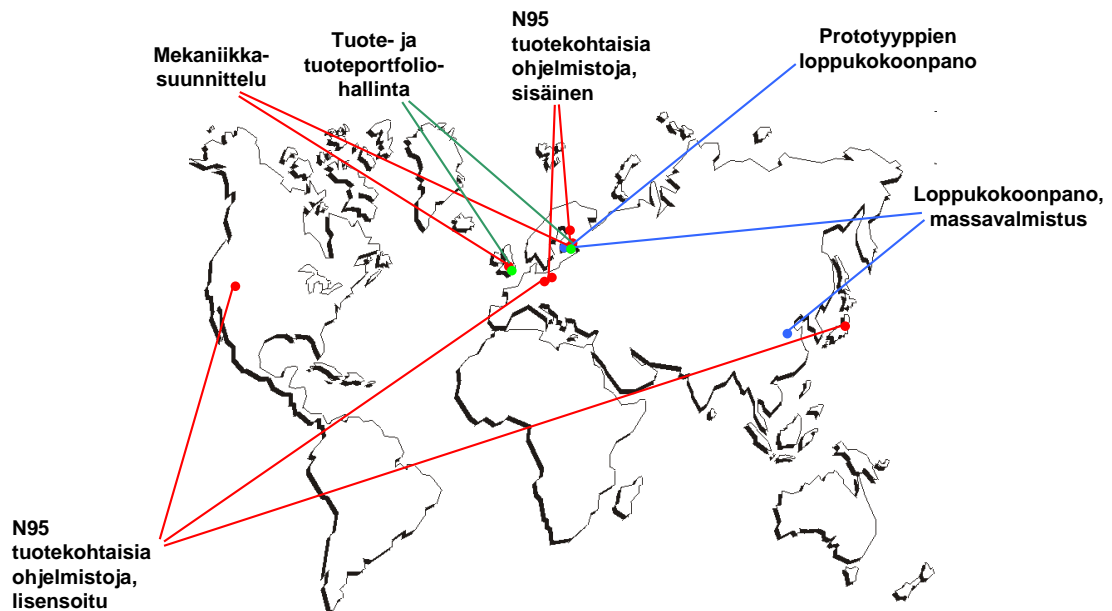 Mekaniikka-
suunnittelu
Tuote- ja
tuoteportfolio-
hallinta
N95
tuotekohtaisia
ohjelmistoja,
sisäinen
Prototyyppien
loppukokoonpano
Loppukokoonpano,
massavalmistus
N95
tuotekohtaisia
ohjelmistoja,
lisensoitu